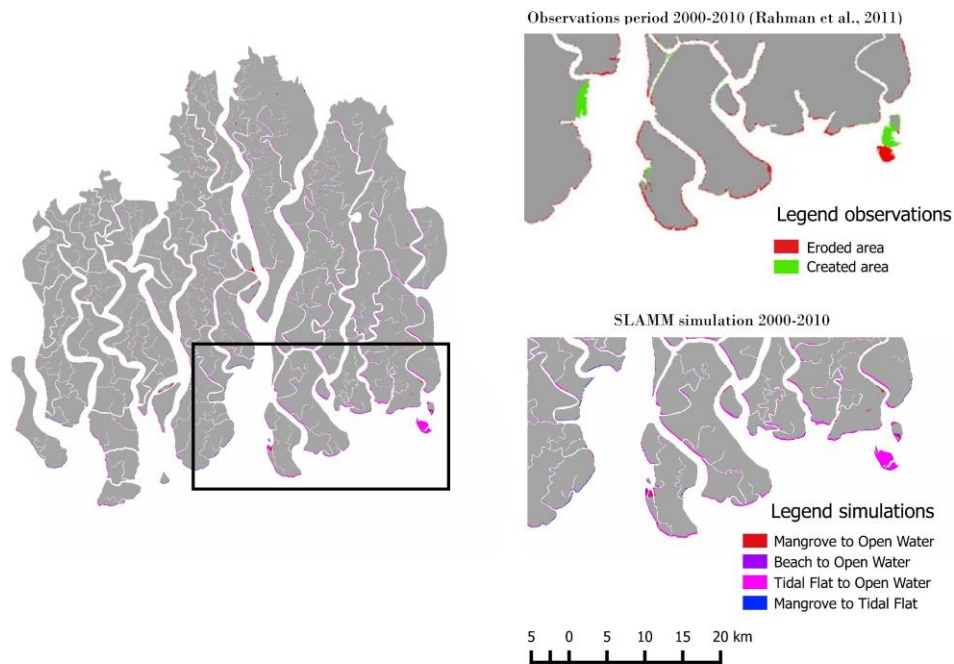 Observations period 2000-2010 (Rahman et al., 2011)
Legend observations
Eroded area
Created area
SLAMM simulation 2000-2010
Legend simulations
Mangrove to Open Water
Beach to Open Water
Tidal Flat to Open Water
Mangrove to Tidal Flat
5 0 5 10 15 20 km